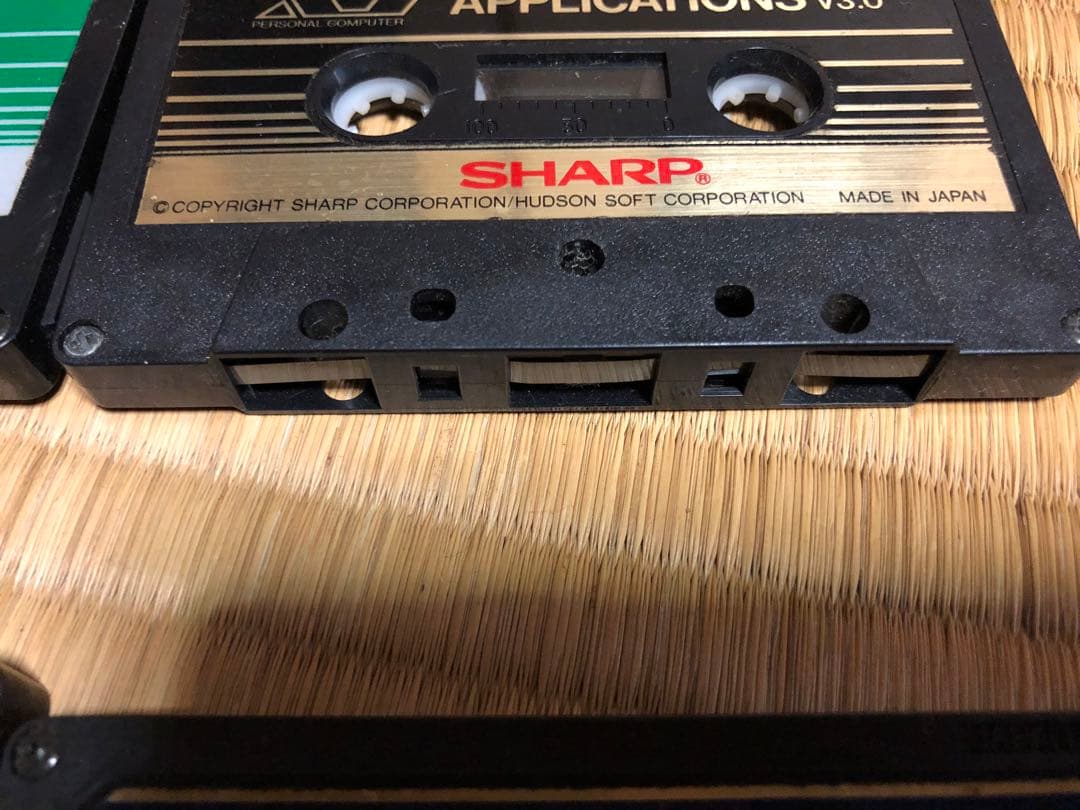 APPLICATIONS V3.0
PERSONAL COMPUTER
100 50 0
SHARP®
©COPYRIGHT SHARP CORPORATION/HUDSON SOFT CORPORATION MADE IN JAPAN